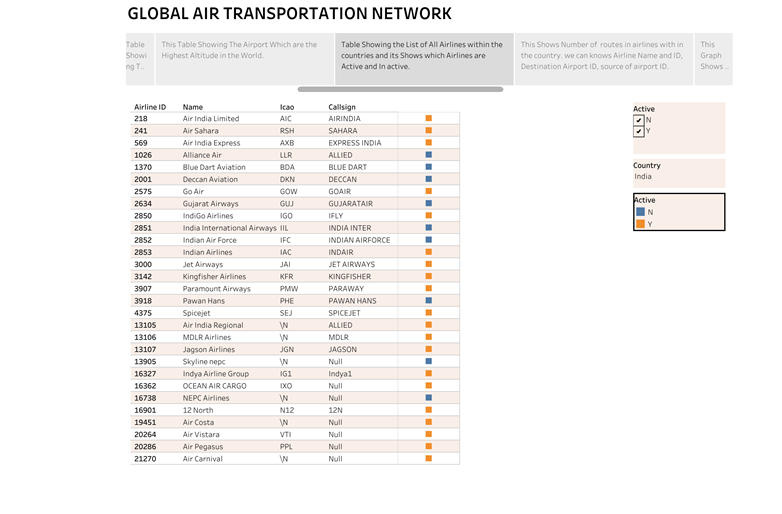 GLOBAL AIR TRANSPORTATION NETWORK
Table
Showi
ng T..
This Table Showing The Airport Which are the
Highest Altitude in the World.
Table Showing the List of All Airlines within the
countries and its Shows which Airlines are
Active and In active.
This Shows Number of routes in airlines with in
the country. we can knows Airline Name and ID,
Destination Airport ID, source of airport ID.
This
Graph
Shows ..
Airline ID Name Icao Callsign
218 Air India Limited AIC AIRINDIA
241 Air Sahara RSH SAHARA
569 Air India Express AXB EXPRESS INDIA
1026 Alliance Air LLR ALLIED
1370 Blue Dart Aviation BDA BLUE DART
2001 Deccan Aviation DKN DECCAN
2575 Go Air GOW GOAIR
2634 Gujarat Airways GUJ GUJARATAIR
2850 IndiGo Airlines IGO IFLY
2851 India International Airways IIL INDIA INTER
2852 Indian Air Force IFC INDIAN AIRFORCE
2853 Indian Airlines IAC INDAIR
3000 Jet Airways JAI JET AIRWAYS
3142 Kingfisher Airlines KFR KINGFISHER
3907 Paramount Airways PMW PARAWAY
3918 Pawan Hans PHE PAWAN HANS
4375 Spicejet SEJ SPICEJET
13105 Air India Regional \N ALLIED
13106 MDLR Airlines \N MDLR
13107 Jagson Airlines JGN JAGSON
13905 Skyline nepc \N Null
16327 Indya Airline Group IG1 Indya1
16362 OCEAN AIR CARGO IXO Null
16738 NEPC Airlines \N Null
16901 12 North N12 12N
19451 Air Costa \N Null
20264 Air Vistara VTI Null
20286 Air Pegasus PPL Null
21270 Air Carnival \N Null
Active
N
Y
Country
India
Active
N
Y